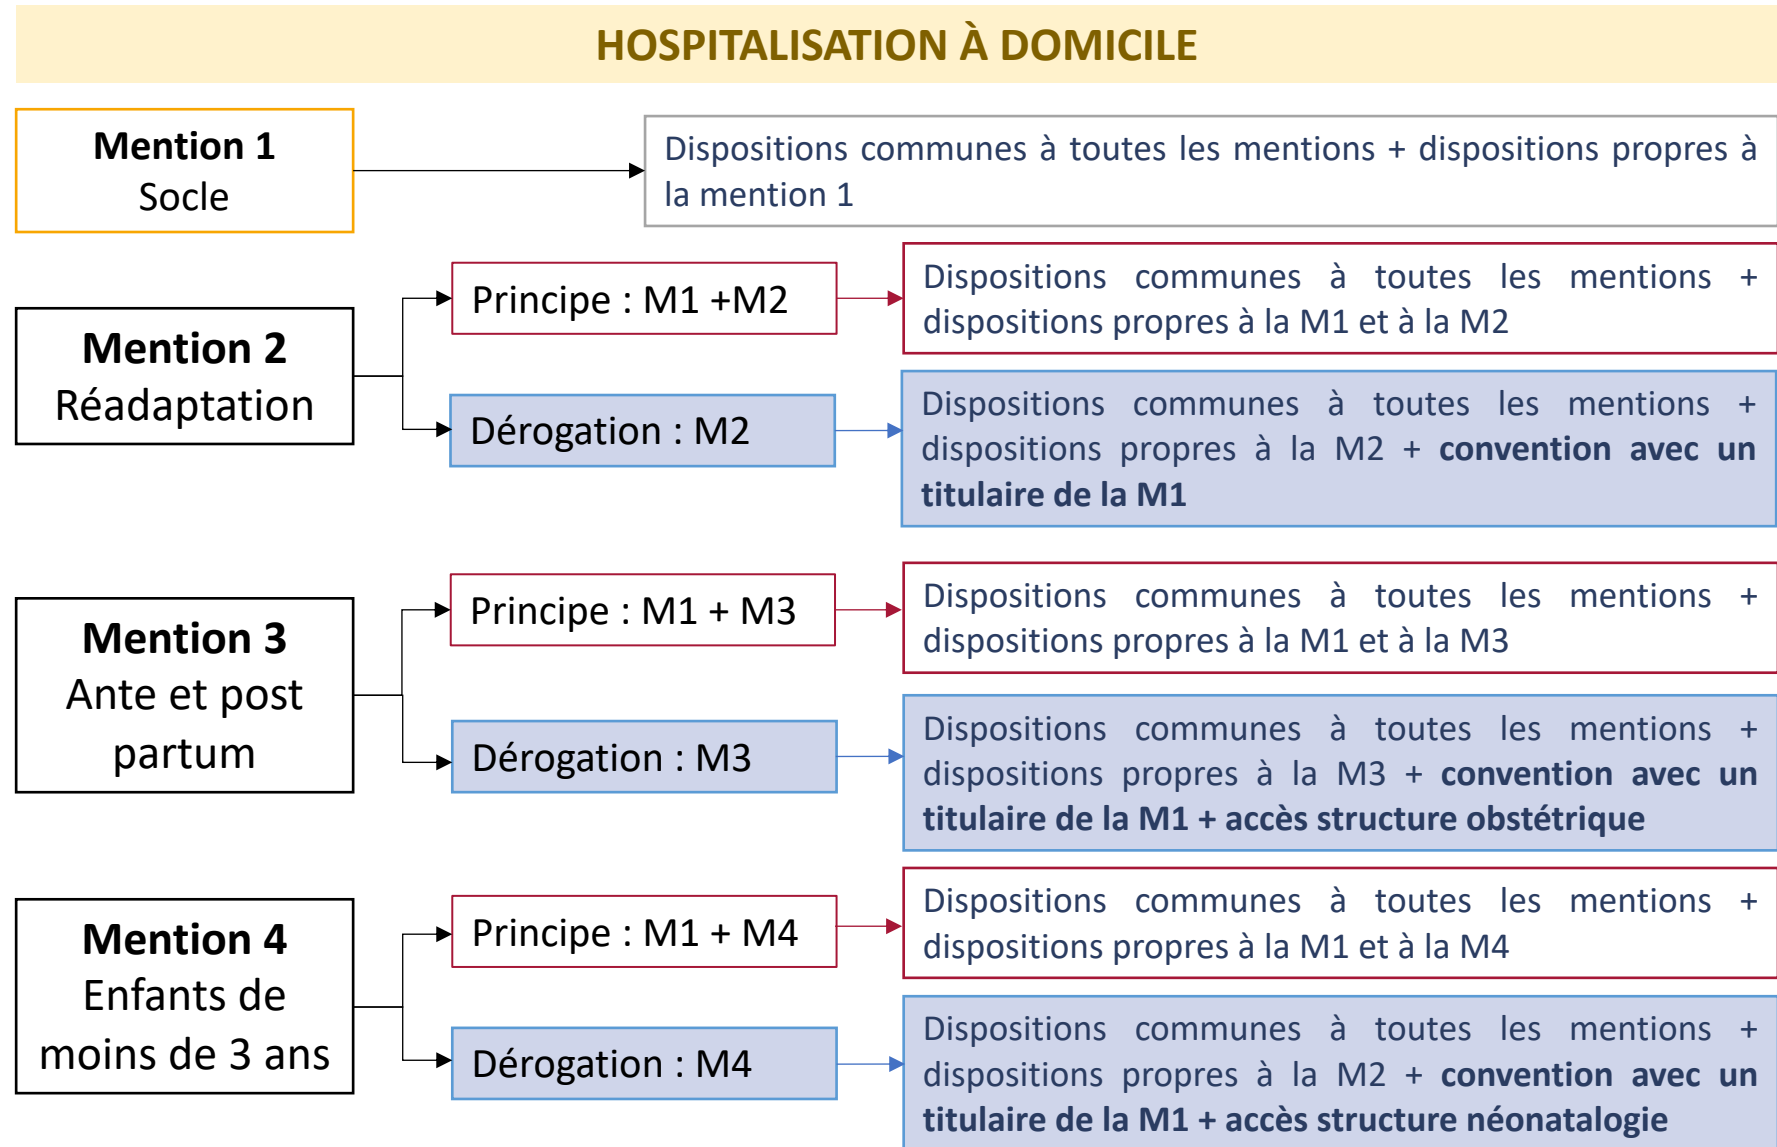 HOSPITALISATION À DOMICILE
Mention 1
Socle
Dispositions communes à toutes les mentions + dispositions propres à
la mention 1
Mention 2
Réadaptation
Principe : M1 +M2
Dispositions communes à toutes les mentions +
dispositions propres à la M1 et à la M2
Dérogation : M2
Dispositions communes à toutes les mentions +
dispositions propres à la M2 + convention avec un
titulaire de la M1
Mention 3
Ante et post
partum
Principe : M1 + M3
Dispositions communes à toutes les mentions +
dispositions propres à la M1 et à la M3
Dérogation : M3
Dispositions communes à toutes les mentions +
dispositions propres à la M3 + convention avec un
titulaire de la M1 + accès structure obstétrique
Mention 4
Enfants de
moins de 3 ans
Principe : M1 + M4
Dispositions communes à toutes les mentions +
dispositions propres à la M1 et à la M4
Dérogation : M4
Dispositions communes à toutes les mentions +
dispositions propres à la M2 + convention avec un
titulaire de la M1 + accès structure néonatalogie